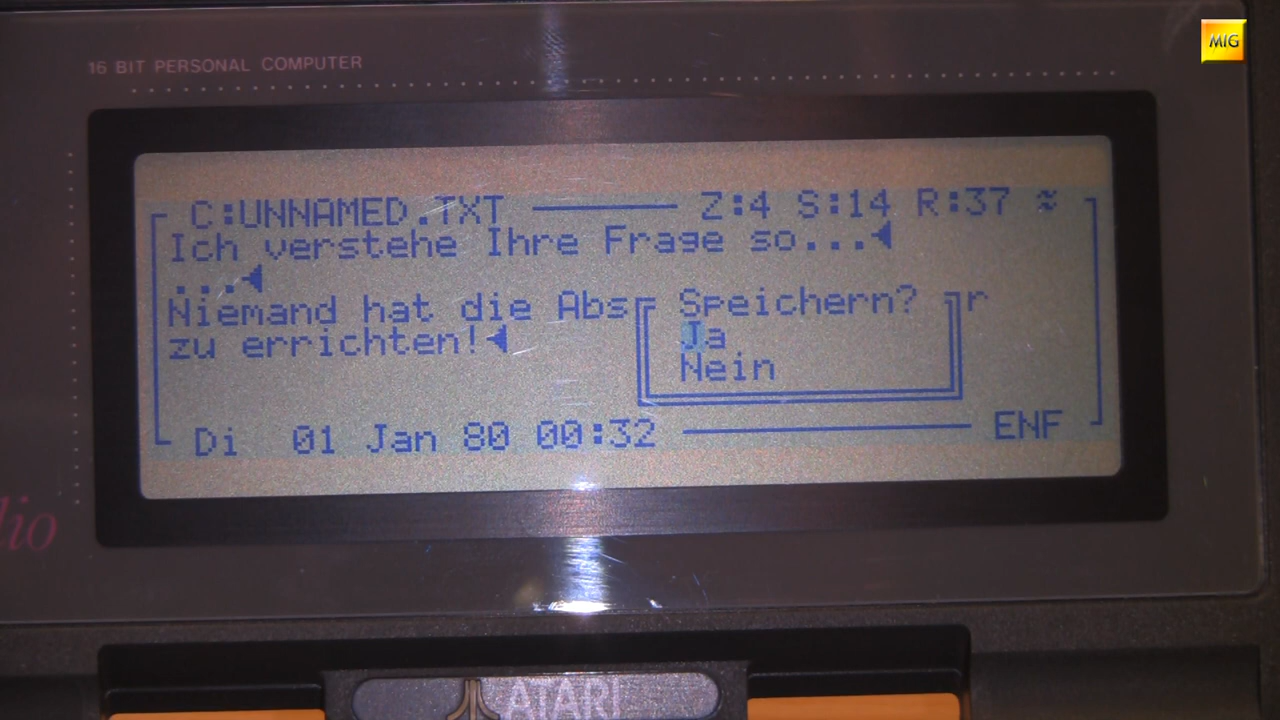 MIG
16 BIT PERSONAL COMPUTER
C:UNNAMED.TXT Z:4 S:14 R:37 ≈
Ich verstehe Ihre Frage so...
...
Niemand hat die Abs r
zu errichten!
Speichern?
Ja
Nein
Di 01 Jan 80 00:32 ENF
lio
ATARI